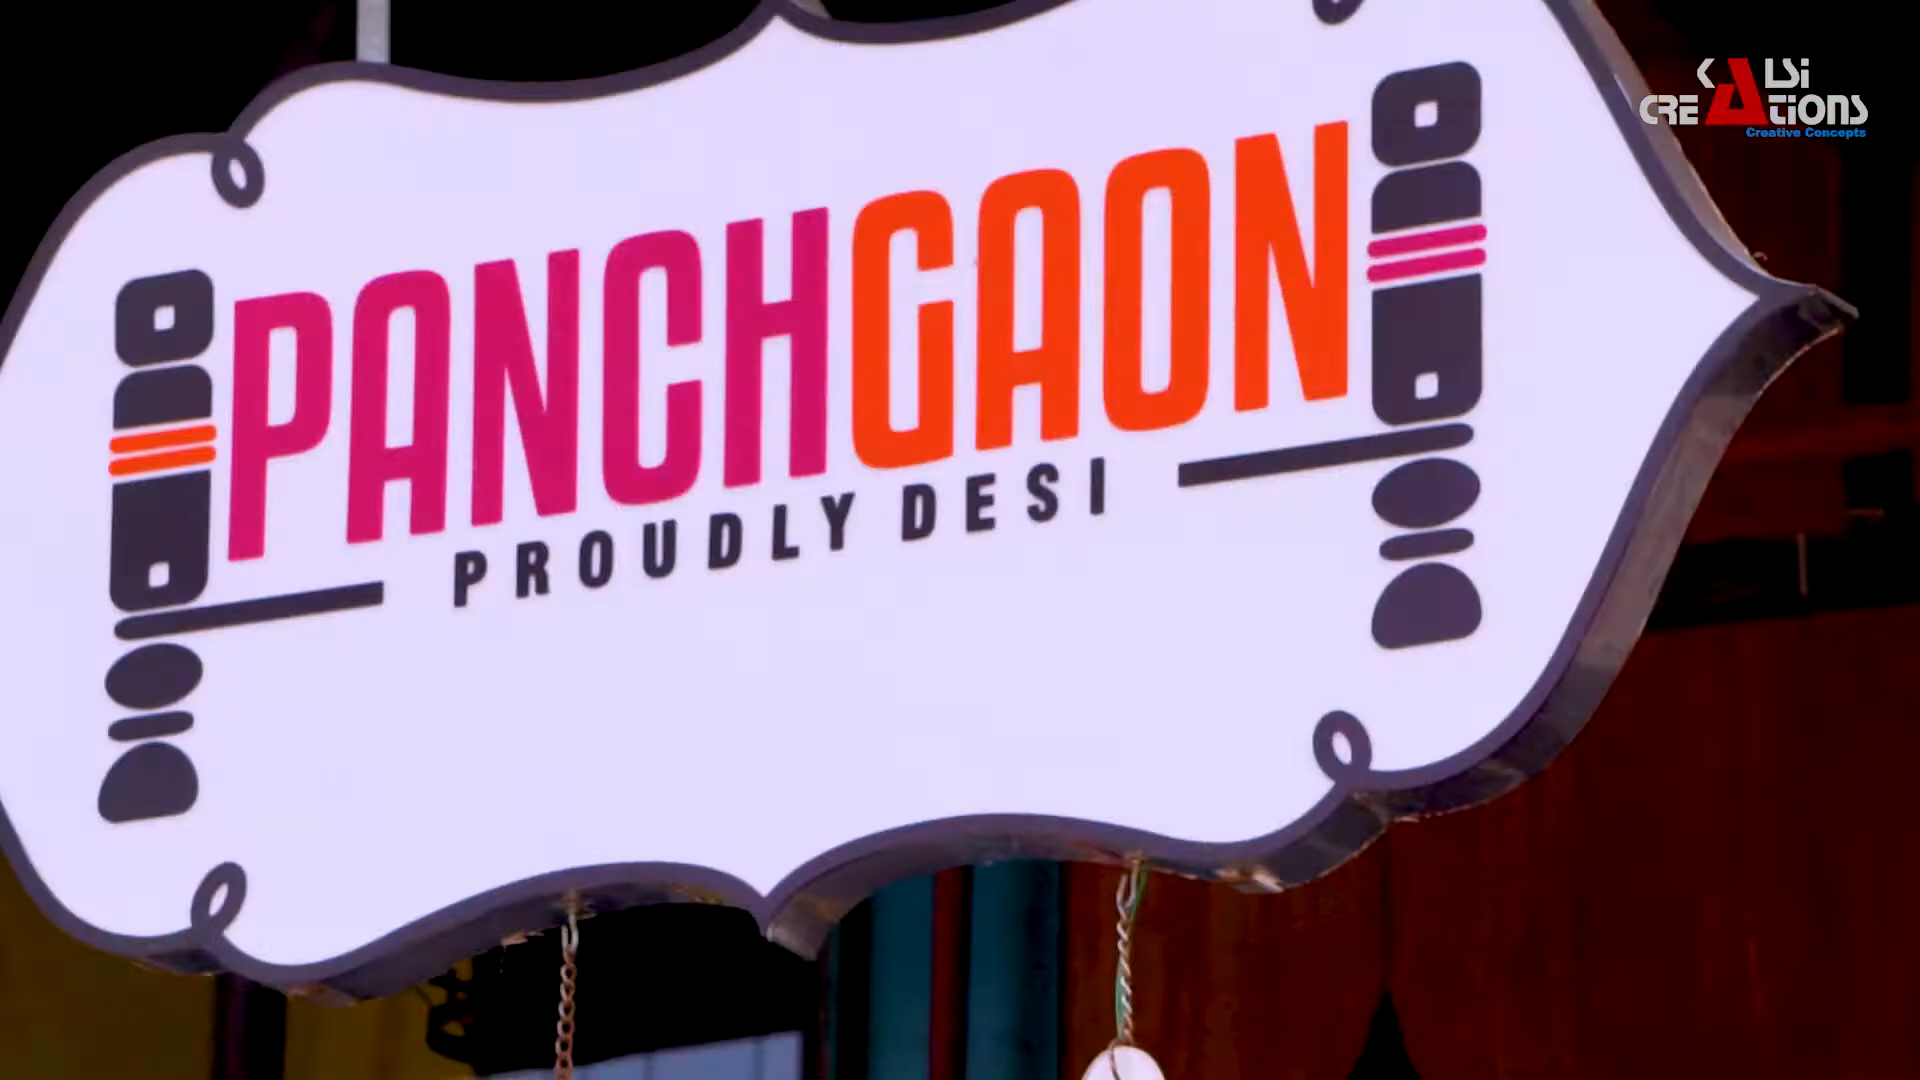 PANCHGAON
PROUDLY DESI
KALSi
CREATiONS
Creative Concepts